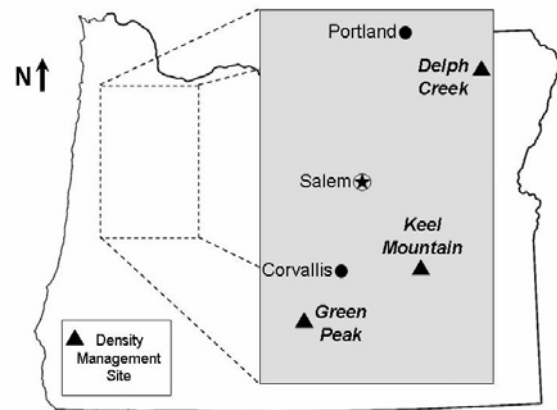 Portland
Delph
Creek
N
Salem
Keel
Mountain
Corvallis
Green
Peak
Density
Management
Site